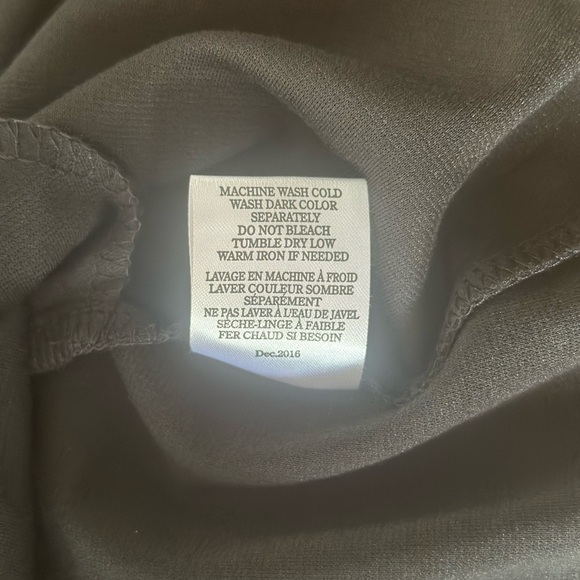 MACHINE WASH COLD
WASH DARK COLOR
SEPARATELY
DO NOT BLEACH
TUMBLE DRY LOW
WARM IRON IF NEEDED
LAVAGE EN MACHINE À FROID
LAVER COULEUR SOMBRE
SÉPARÉMENT
NE PAS LAVER À L'EAU DE JAVEL
SÈCHE-LINGE À FAIBLE
FER CHAUD SI BESOIN
Dec.2016